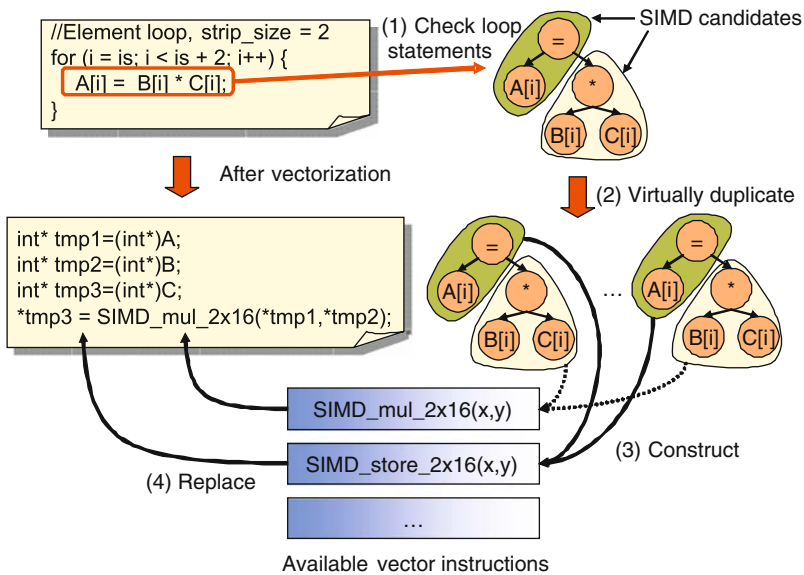 //Element loop, strip_size = 2
for (i = is; i < is + 2; i++) {
A[i] = B[i] * C[i];
}
(1) Check loop
statements
SIMD candidates
=
A[i]
*
B[i]
C[i]
After vectorization
(2) Virtually duplicate
int* tmp1=(int*)A;
int* tmp2=(int*)B;
int* tmp3=(int*)C;
*tmp3 = SIMD_mul_2x16(*tmp1,*tmp2);
=
A[i]
*
B[i]
C[i]
...
=
A[i]
*
B[i]
C[i]
SIMD_mul_2x16(x,y)
SIMD_store_2x16(x,y)
...
(3) Construct
(4) Replace
Available vector instructions